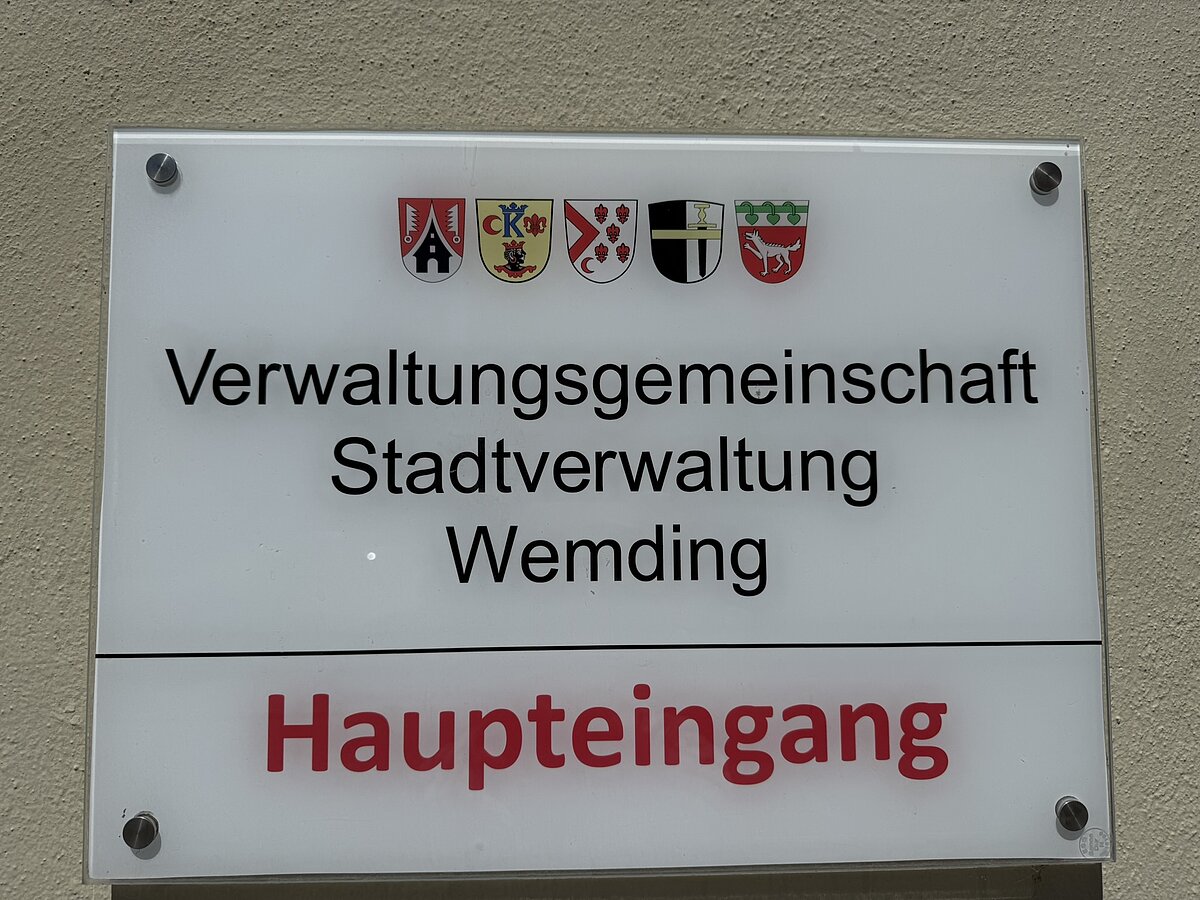 K
Verwaltungsgemeinschaft
Stadtverwaltung
Wemding
Haupteingang